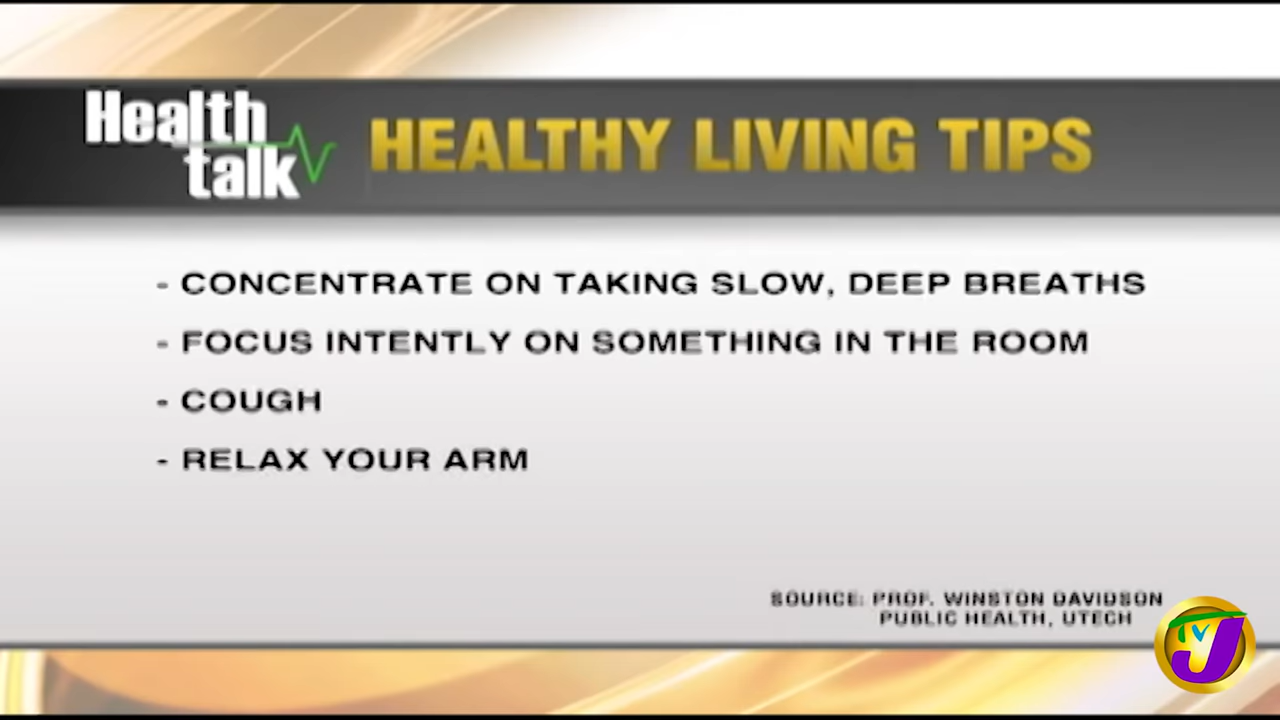 Health
talk
HEALTHY LIVING TIPS
- CONCENTRATE ON TAKING SLOW, DEEP BREATHS
- FOCUS INTENTLY ON SOMETHING IN THE ROOM
- COUGH
- RELAX YOUR ARM
SOURCE: PROF. WINSTON DAVIDSON
PUBLIC HEALTH, UTECH
TVJ